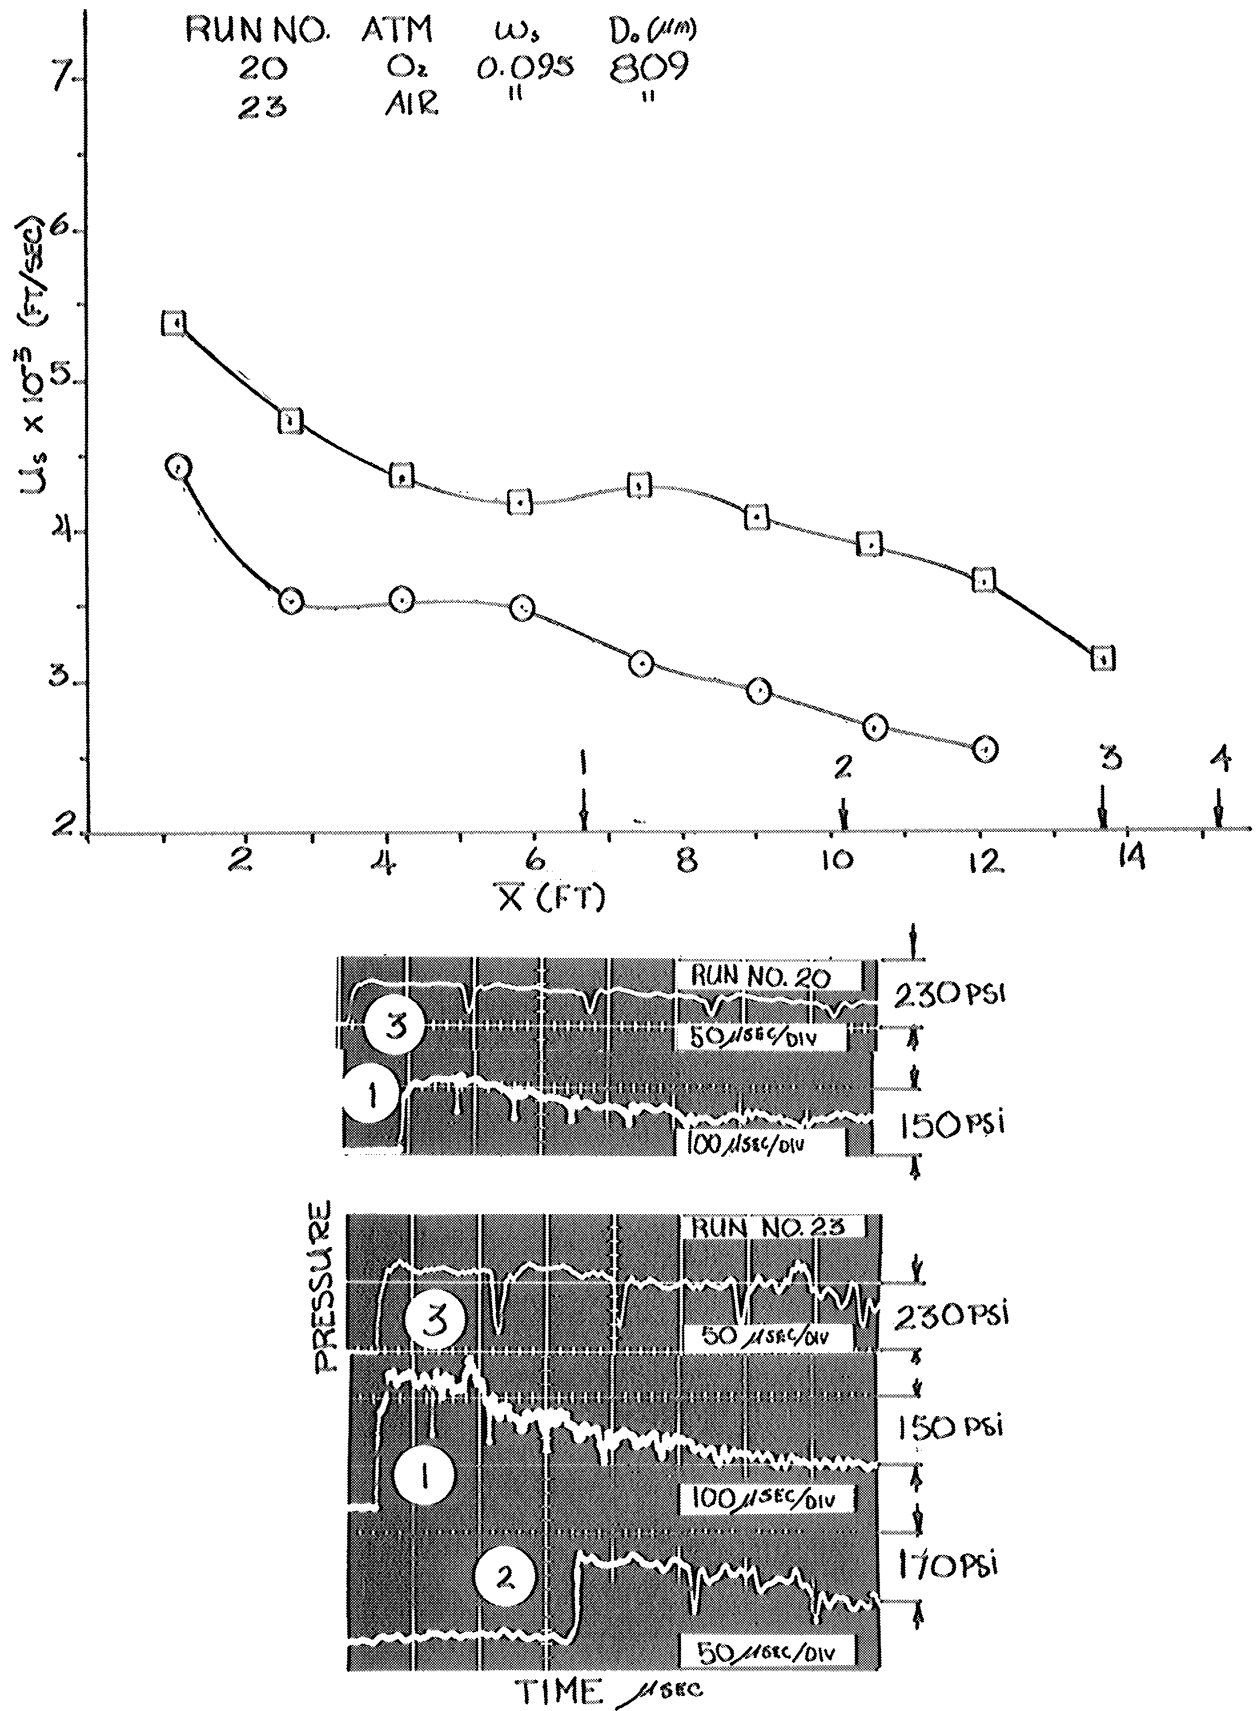 RUN NO. ATM ωs D₀ (μm)
20 O₂ 0.095 809
23 AIR " "
7
6
5
4
3
2
Us x 10⁻³ (FT/SEC)
1 2 3 4
2 4 6 8 10 12 14
X̅ (FT)
RUN NO. 20
230 PSI
3
50 μSEC/DIV
1
150 PSI
100 μSEC/DIV
PRESSURE
RUN NO. 23
3
230 PSI
50 μSEC/DIV
150 PSI
1
100 μSEC/DIV
2
170 PSI
50 μSEC/DIV
TIME μSEC